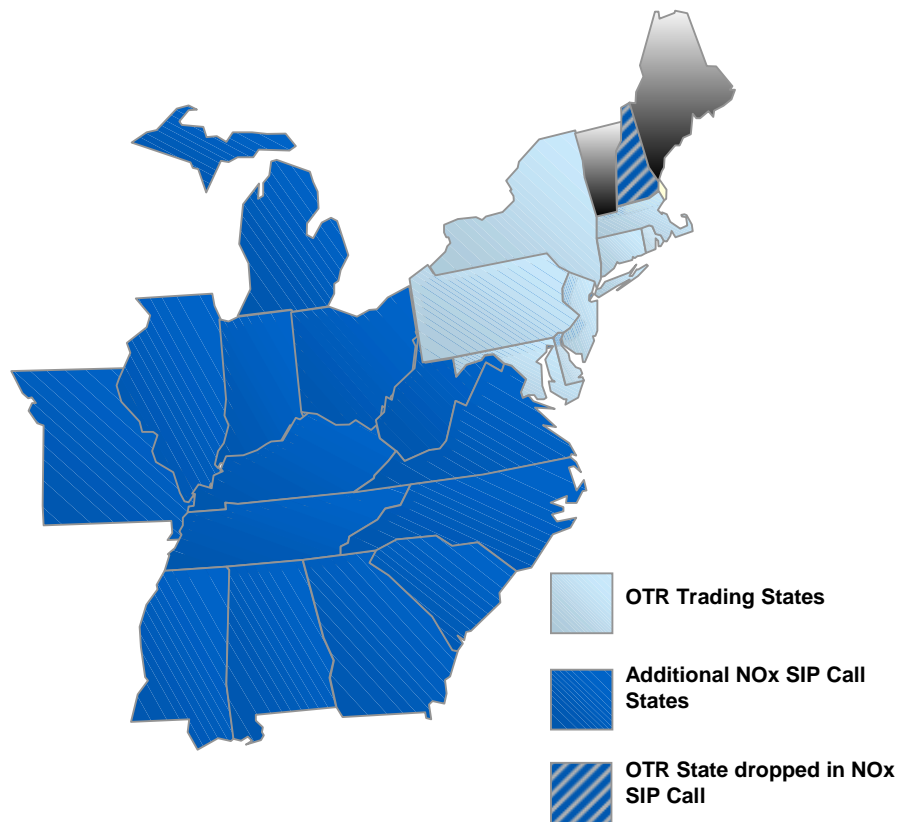 OTR Trading States
Additional NOx SIP Call
States
OTR State dropped in NOx
SIP Call